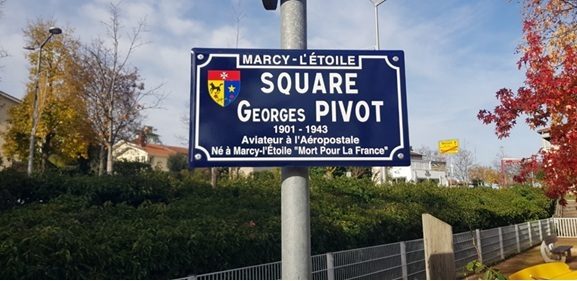 MARCY - L'ÉTOILE
SQUARE
GEORGES PIVOT
1901 - 1943
Aviateur à l'Aéropostale
Né à Marcy-l'Étoile "Mort Pour La France"